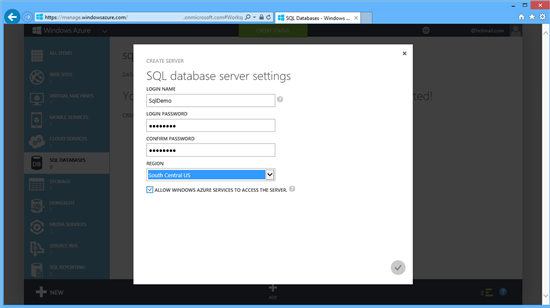 https://manage.windowsazure.com/
.onmicrosoft.com#Workspa
SQL Databases - Windows ...
Windows Azure
CREATE SERVER
SQL database server settings
LOGIN NAME
SqlDemo
LOGIN PASSWORD
CONFIRM PASSWORD
REGION
South Central US
ALLOW WINDOWS AZURE SERVICES TO ACCESS THE SERVER.
ALL ITEMS
WEB SITES
VIRTUAL MACHINES
MOBILE SERVICES
CLOUD SERVICES
SQL DATABASES
0
STORAGE
HDINSIGHT
MEDIA SERVICES
SERVICE BUS
SQL REPORTING
NEW
ADD